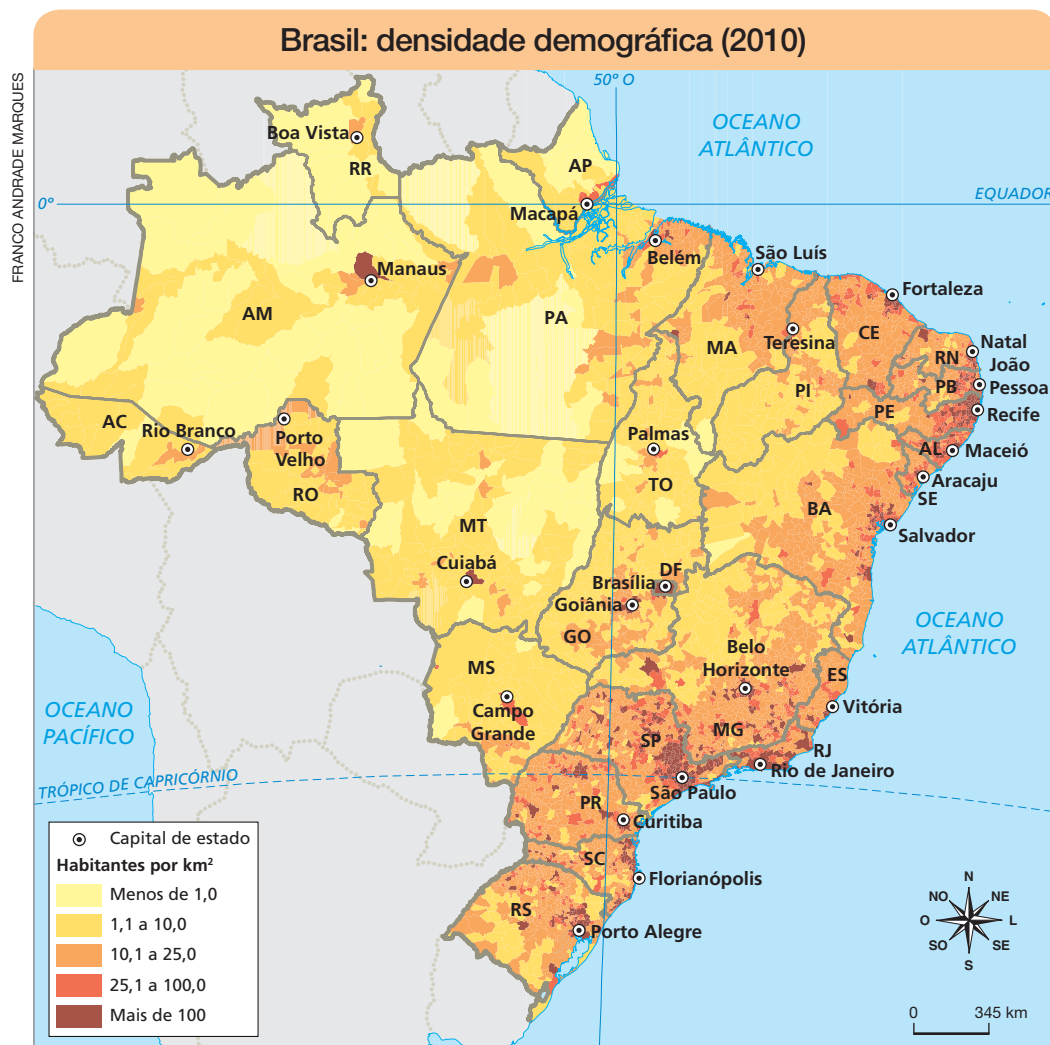 Brasil: densidade demográfica (2010)
FRANCO ANDRADE MARQUES
50º O
OCEANO
ATLÂNTICO
Boa Vista
RR
AP
0º
EQUADOR
Macapá
Belém
São Luís
Manaus
Fortaleza
AM
PA
MA
Teresina
CE
RN
Natal
João
Pessoa
PB
PI
PE
Recife
AC
Rio Branco
Porto
Velho
RO
Palmas
TO
AL
Maceió
Aracaju
SE
BA
Salvador
MT
Cuiabá
Brasília
DF
Goiânia
GO
OCEANO
ATLÂNTICO
Belo
Horizonte
ES
MS
Campo
Grande
Vitória
MG
OCEANO
PACÍFICO
SP
RJ
Rio de Janeiro
TRÓPICO DE CAPRICÓRNIO
São Paulo
PR
Curitiba
SC
Florianópolis
RS
Porto Alegre
Capital de estado
Habitantes por km²
Menos de 1,0
1,1 a 10,0
10,1 a 25,0
25,1 a 100,0
Mais de 100
N
NO
NE
O
L
SO
SE
S
0 345 km